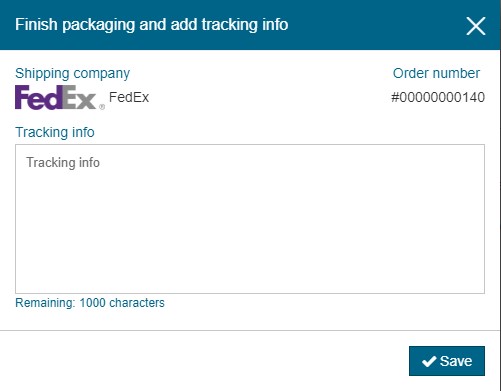 Finish packaging and add tracking info
Shipping company
Order number
FedEx® FedEx
#00000000140
Tracking info
Tracking info
Remaining: 1000 characters
Save